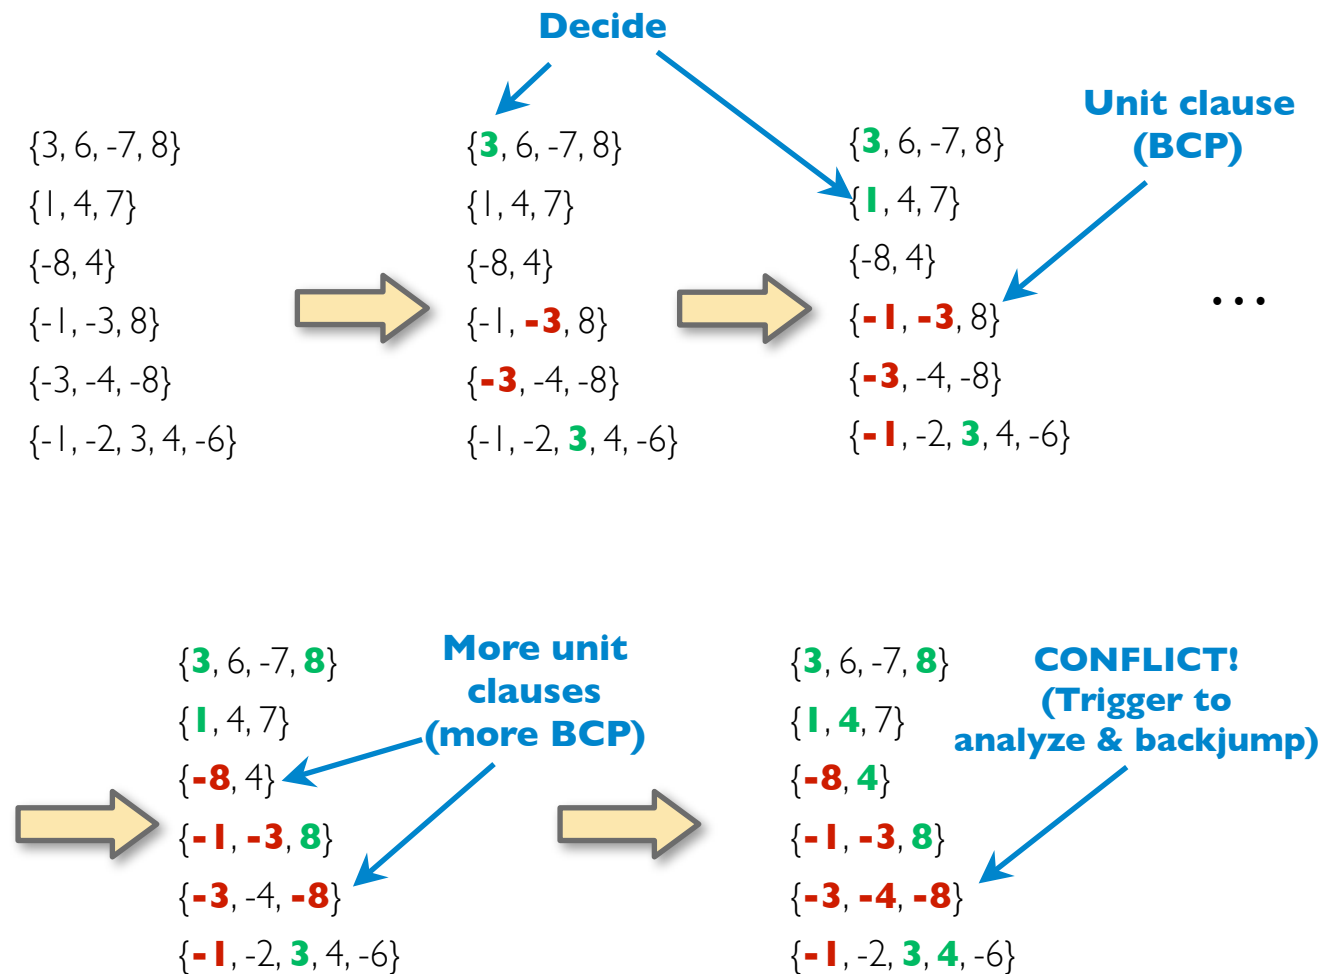 Decide
Unit clause
(BCP)
{3, 6, -7, 8}
{1, 4, 7}
{-8, 4}
{-1, -3, 8}
{-3, -4, -8}
{-1, -2, 3, 4, -6}
{3, 6, -7, 8}
{1, 4, 7}
{-8, 4}
{-1, -3, 8}
{-3, -4, -8}
{-1, -2, 3, 4, -6}
{3, 6, -7, 8}
{1, 4, 7}
{-8, 4}
{-1, -3, 8}
{-3, -4, -8}
{-1, -2, 3, 4, -6}
...
{3, 6, -7, 8}
{1, 4, 7}
{-8, 4}
{-1, -3, 8}
{-3, -4, -8}
{-1, -2, 3, 4, -6}
More unit
clauses
(more BCP)
{3, 6, -7, 8}
{1, 4, 7}
{-8, 4}
{-1, -3, 8}
{-3, -4, -8}
{-1, -2, 3, 4, -6}
CONFLICT!
(Trigger to
analyze & backjump)